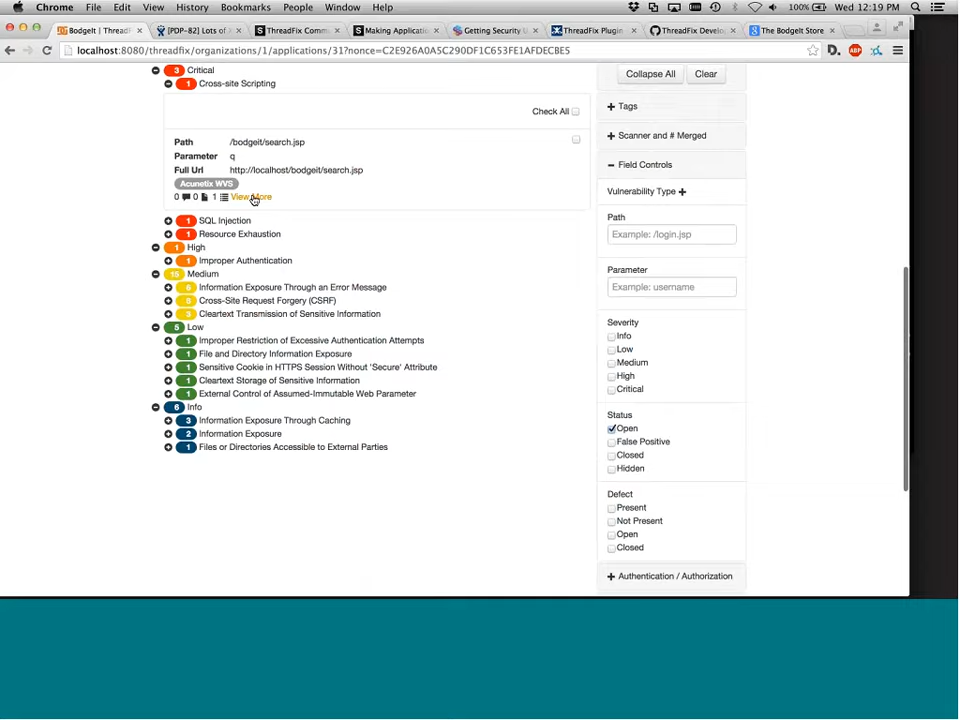 Chrome File Edit View History Bookmarks People Window Help 100% Wed 12:19 PM
BodgeIt | ThreadFix × [PDP-82] Lots of × ThreadFix Commu × Making Applicatio × Getting Security × ThreadFix Plugin × ThreadFix Develo × The BodgeIt Store ×
localhost:8080/threadfix/organizations/1/applications/31?nonce=C2E926A0A5C290DF1C653FE1AFDECBE5
3 Critical
1 Cross-site Scripting
Check All
Path /bodgeit/search.jsp
Parameter q
Full Url http://localhost/bodgeit/search.jsp
Acunetix WVS
0 0 1 View More
1 SQL Injection
1 Resource Exhaustion
1 High
1 Improper Authentication
15 Medium
6 Information Exposure Through an Error Message
Cross-Site Request Forgery (CSRF)
3 Cleartext Transmission of Sensitive Information
5 Low
1 Improper Restriction of Excessive Authentication Attempts
1 File and Directory Information Exposure
1 Sensitive Cookie in HTTPS Session Without 'Secure' Attribute
1 Cleartext Storage of Sensitive Information
1 External Control of Assumed-Immutable Web Parameter
6 Info
3 Information Exposure Through Caching
2 Information Exposure
1 Files or Directories Accessible to External Parties
Collapse All Clear
Tags
Scanner and # Merged
Field Controls
Vulnerability Type
Path
Example: /login.jsp
Parameter
Example: username
Severity
Info
Low
Medium
High
Critical
Status
Open
False Positive
Closed
Hidden
Defect
Present
Not Present
Open
Closed
Authentication / Authorization